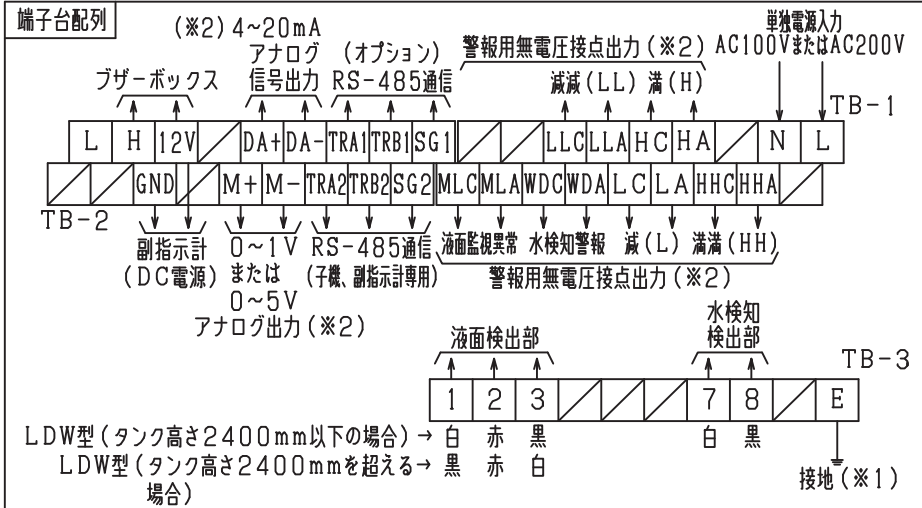 端子台配列
(※2) 4~20mA
アナログ
信号出力
(オプション)
RS-485通信
ブザーボックス
警報用無電圧接点出力(※2)
減減(LL) 満(H)
単独電源入力
AC100VまたはAC200V
TB-1
L H 12V DA+ DA- TRA1 TRB1 SG1 LLC LLA HC HA N L
GND M+ M- TRA2 TRB2 SG2 MLC MLA WDC WDA LC LA HHC HHA
TB-2
副指示計
(DC電源)
0~1V
または
0~5V
アナログ出力(※2)
RS-485通信
(子機、副指示計専用)
液面監視異常 水検知警報 減(L) 満満(HH)
警報用無電圧接点出力(※2)
液面検出部
水検知
検出部
TB-3
1 2 3 7 8 E
LDW型(タンク高さ2400mm以下の場合)→ 白 赤 黒 白 黒
LDW型(タンク高さ2400mmを超える→ 黒 赤 白
場合)
接地(※1)